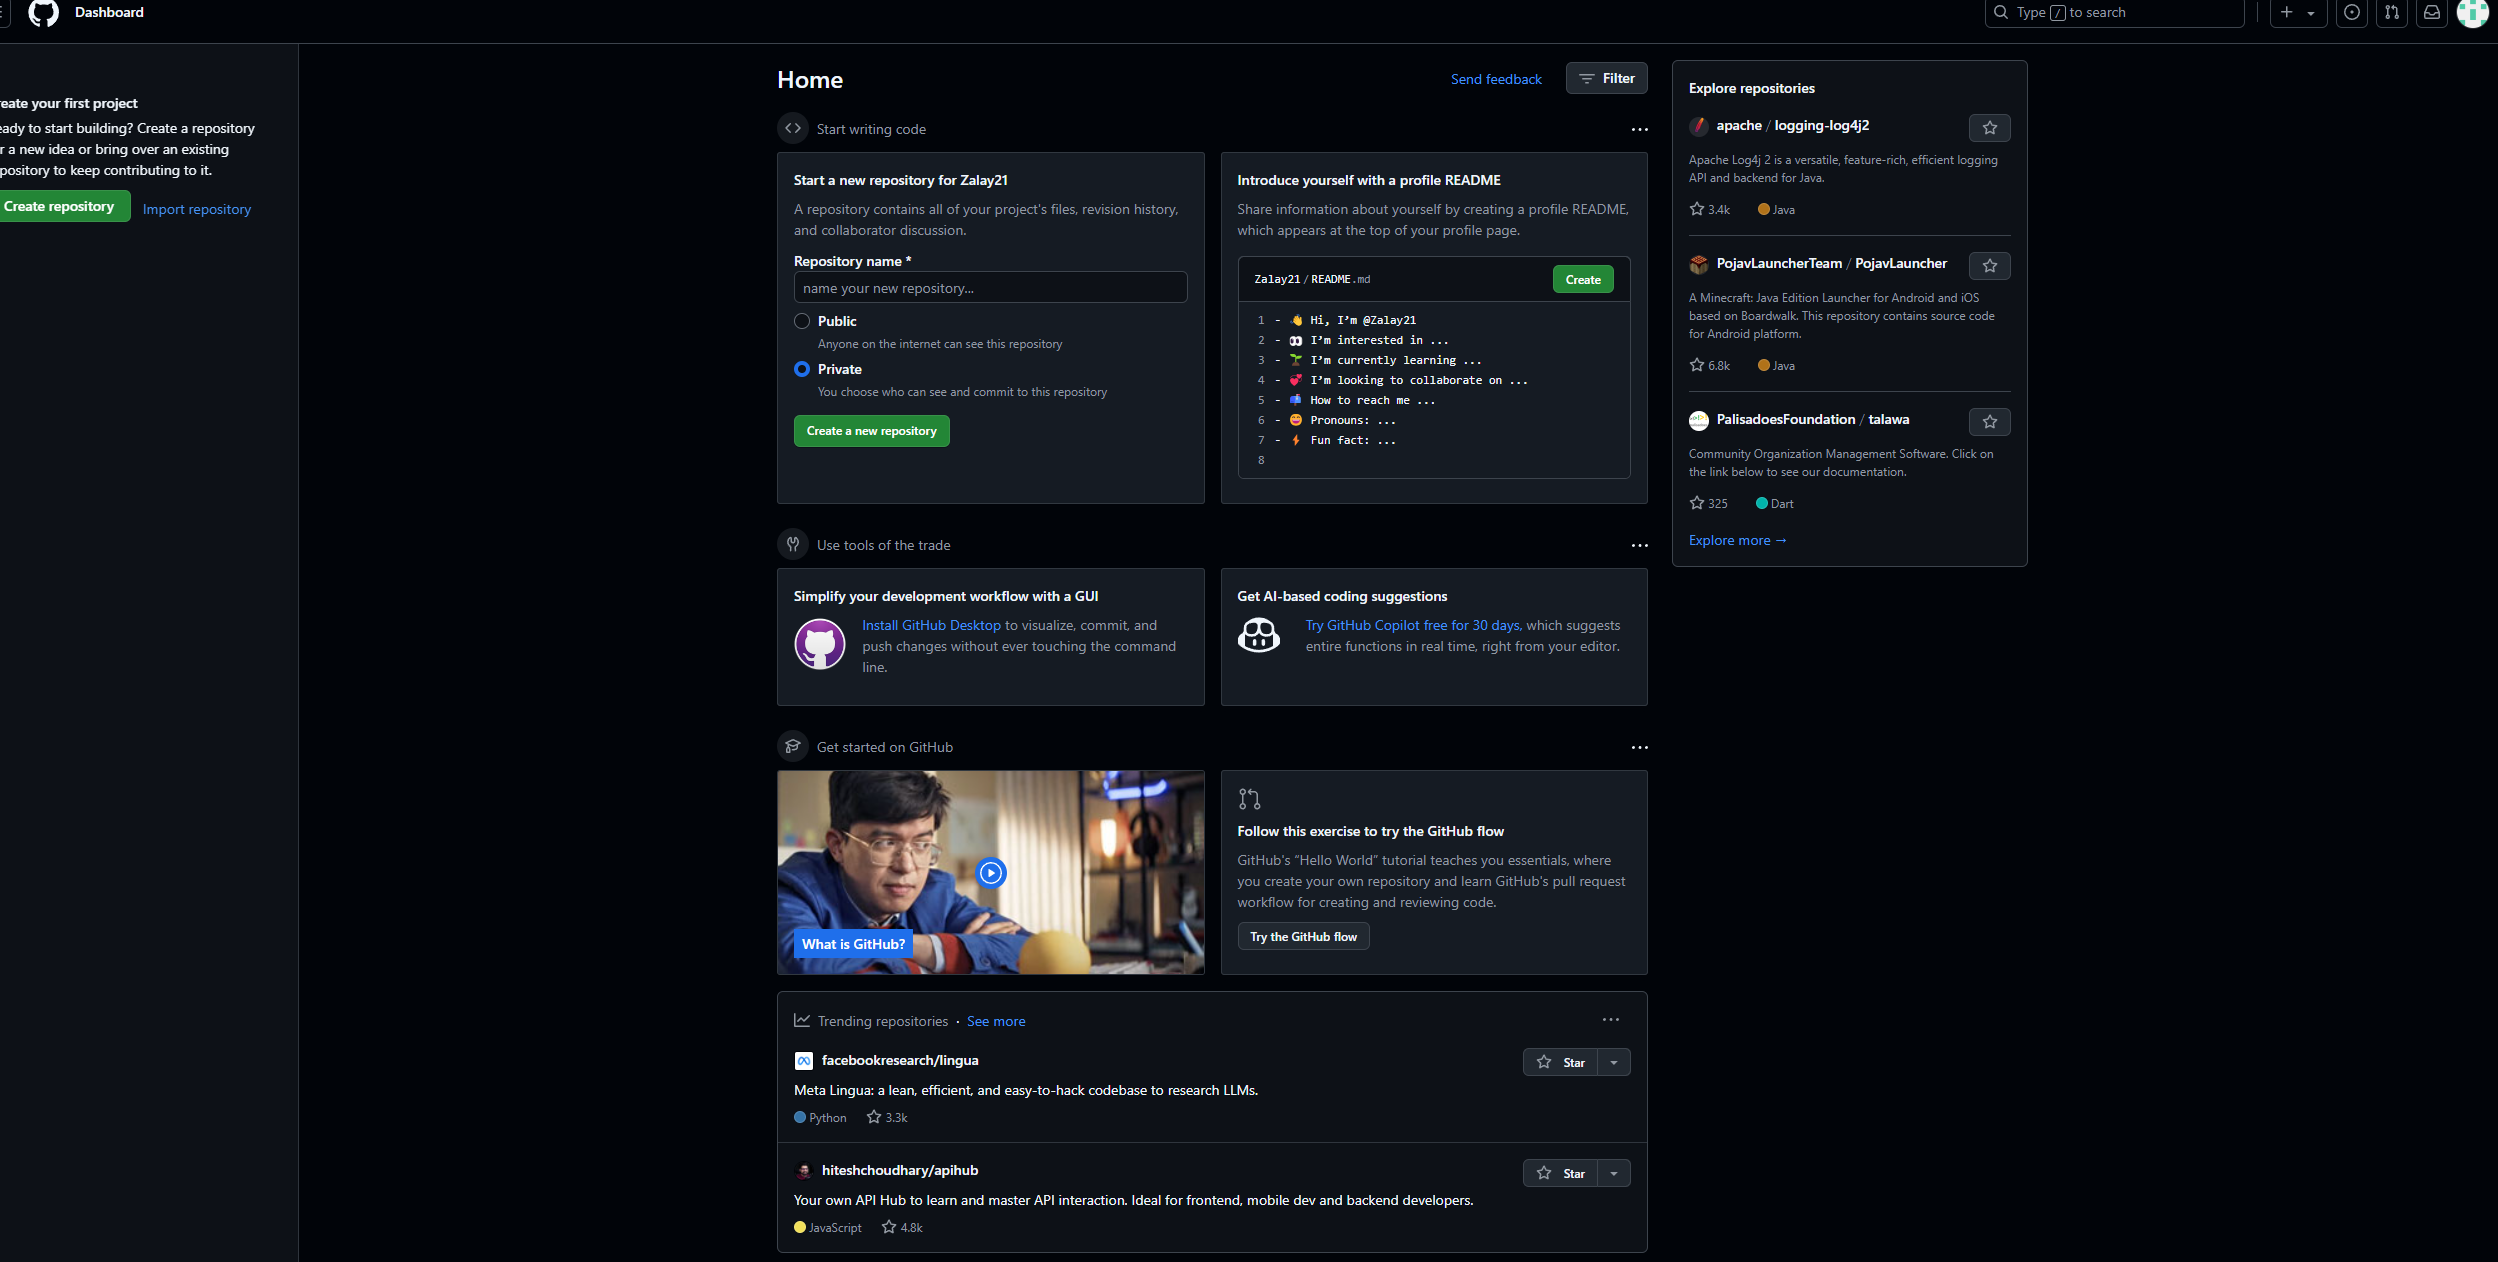 Dashboard
Type / to search
eate your first project
eady to start building? Create a repository
r a new idea or bring over an existing
pository to keep contributing to it.
Create repository
Import repository
Home
Send feedback
Filter
Start writing code
Start a new repository for Zalay21
A repository contains all of your project's files, revision history,
and collaborator discussion.
Repository name *
name your new repository...
Public
Anyone on the internet can see this repository
Private
You choose who can see and commit to this repository
Create a new repository
Introduce yourself with a profile README
Share information about yourself by creating a profile README,
which appears at the top of your profile page.
Zalay21 / README.md
Create
1 - 👋 Hi, I’m @Zalay21
2 - 👀 I’m interested in ...
3 - 🌱 I’m currently learning ...
4 - 💞️ I’m looking to collaborate on ...
5 - 📫 How to reach me ...
6 - 😄 Pronouns: ...
7 - ⚡ Fun fact: ...
8
Use tools of the trade
Simplify your development workflow with a GUI
Install GitHub Desktop to visualize, commit, and
push changes without ever touching the command
line.
Get AI-based coding suggestions
Try GitHub Copilot free for 30 days, which suggests
entire functions in real time, right from your editor.
Get started on GitHub
What is GitHub?
Follow this exercise to try the GitHub flow
GitHub's “Hello World” tutorial teaches you essentials, where
you create your own repository and learn GitHub's pull request
workflow for creating and reviewing code.
Try the GitHub flow
Trending repositories · See more
facebookresearch/lingua
Star
Meta Lingua: a lean, efficient, and easy-to-hack codebase to research LLMs.
Python 3.3k
hiteshchoudhary/apihub
Star
Your own API Hub to learn and master API interaction. Ideal for frontend, mobile dev and backend developers.
JavaScript 4.8k
Explore repositories
apache / logging-log4j2
Apache Log4j 2 is a versatile, feature-rich, efficient logging
API and backend for Java.
3.4k Java
PojavLauncherTeam / PojavLauncher
A Minecraft: Java Edition Launcher for Android and iOS
based on Boardwalk. This repository contains source code
for Android platform.
6.8k Java
PalisadoesFoundation / talawa
Community Organization Management Software. Click on
the link below to see our documentation.
325 Dart
Explore more →